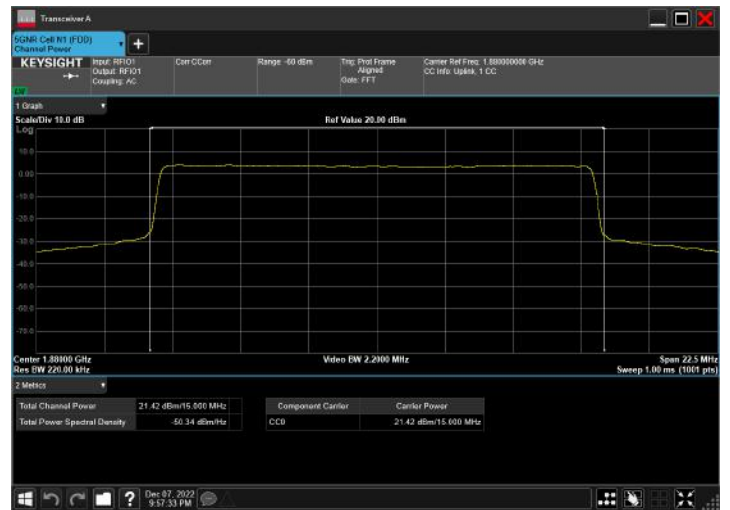 Transceiver A
5GNR Cell N1 (FDD)
Channel Power
KEYSIGHT Input: RFIO1 Corr CCorr Range: -60 dBm Trig: Prot Frame Carrier Ref Freq: 1.880000000 GHz
Output: RFIO1 Aligned CC Info: Uplink, 1 CC
Coupling: AC Gate: FFT
1 Graph
Scale/Div 10.0 dB Ref Value 20.00 dBm
Log
10.0
0.00
-10.0
-20.0
-30.0
-40.0
-50.0
-60.0
-70.0
Center 1.88000 GHz Video BW 2.2000 MHz Span 22.5 MHz
Res BW 220.00 kHz Sweep 1.00 ms (1001 pts)
2 Metrics
Total Channel Power 21.42 dBm/15.000 MHz Component Carrier Carrier Power
Total Power Spectral Density -50.34 dBm/Hz CC0 21.42 dBm/15.000 MHz
Dec 07, 2022
9:57:33 PM